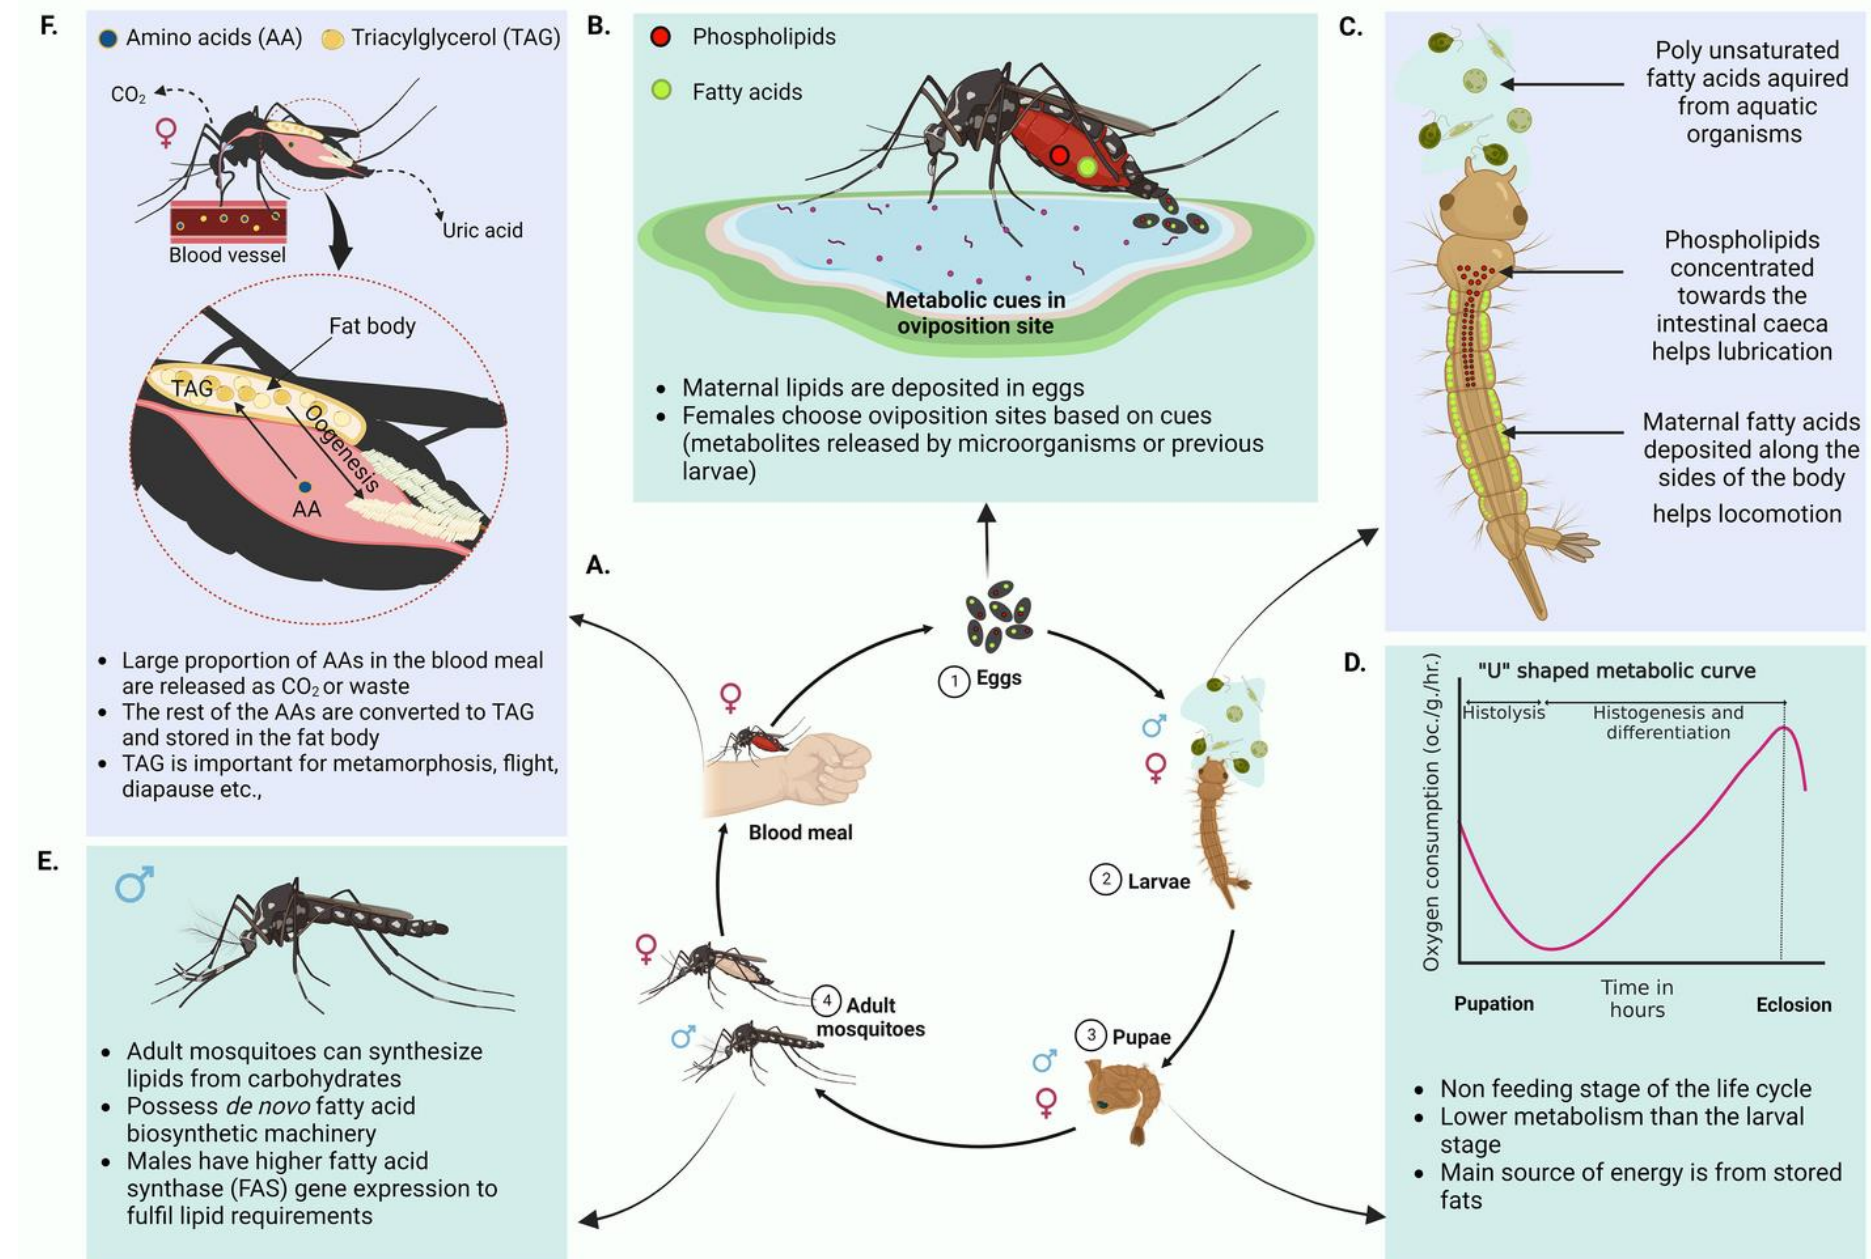 F.
Amino acids (AA)
Triacylglycerol (TAG)
CO₂
♀
Uric acid
Blood vessel
Fat body
TAG
Oogenesis
AA
• Large proportion of AAs in the blood meal
are released as CO₂ or waste
• The rest of the AAs are converted to TAG
and stored in the fat body
• TAG is important for metamorphosis, flight,
diapause etc.,
B.
Phospholipids
Fatty acids
Metabolic cues in
oviposition site
• Maternal lipids are deposited in eggs
• Females choose oviposition sites based on cues
(metabolites released by microorganisms or previous
larvae)
C.
Poly unsaturated
fatty acids aquired
from aquatic
organisms
Phospholipids
concentrated
towards the
intestinal caeca
helps lubrication
Maternal fatty acids
deposited along the
sides of the body
helps locomotion
A.
1 Eggs
♂
♀
2 Larvae
3 Pupae
♂
♀
4 Adult
mosquitoes
♀
♂
♀
Blood meal
D.
"U" shaped metabolic curve
Histolysis
Histogenesis and
differentiation
Oxygen consumption (oc./g./hr.)
Time in
hours
Pupation
Eclosion
• Non feeding stage of the life cycle
• Lower metabolism than the larval
stage
• Main source of energy is from stored
fats
E.
♂
• Adult mosquitoes can synthesize
lipids from carbohydrates
• Possess de novo fatty acid
biosynthetic machinery
• Males have higher fatty acid
synthase (FAS) gene expression to
fulfil lipid requirements